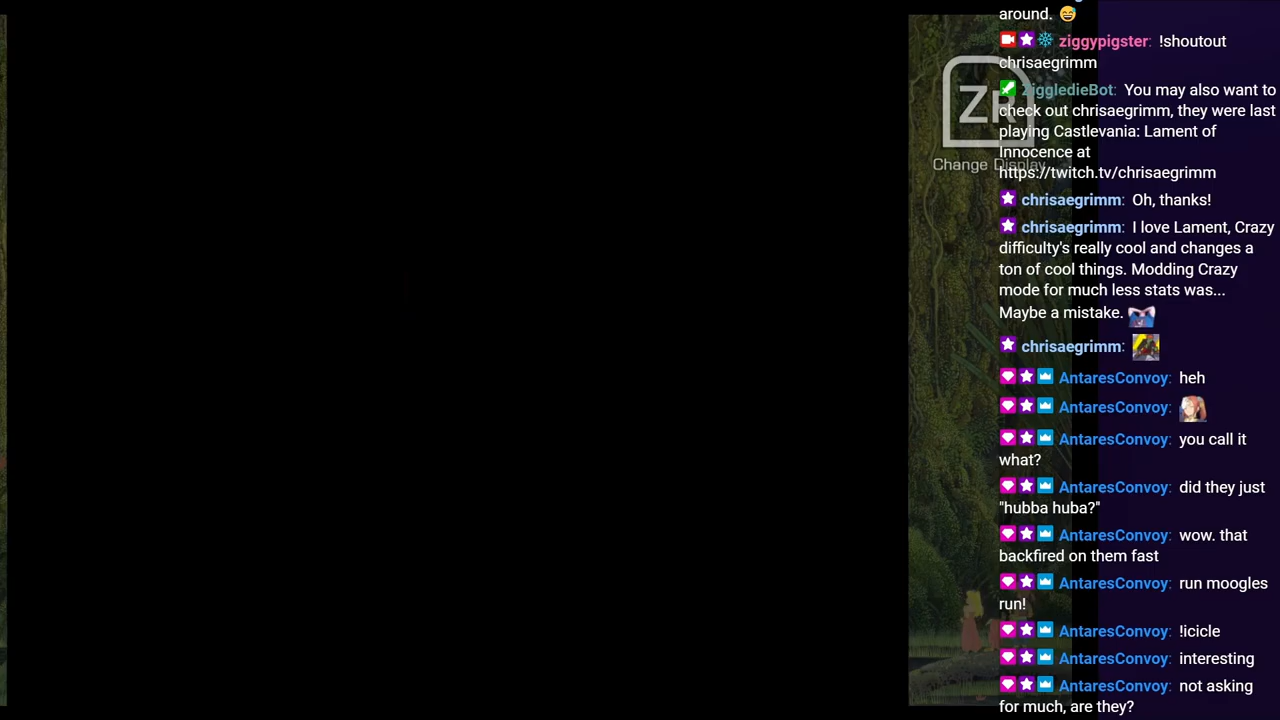 around.
ziggypigster: !shoutout
chrisaegrimm
ZiggledieBot: You may also want to
check out chrisaegrimm, they were last
playing Castlevania: Lament of
Innocence at
https://twitch.tv/chrisaegrimm
chrisaegrimm: Oh, thanks!
chrisaegrimm: I love Lament, Crazy
difficulty's really cool and changes a
ton of cool things. Modding Crazy
mode for much less stats was...
Maybe a mistake.
chrisaegrimm:
AntaresConvoy: heh
AntaresConvoy:
AntaresConvoy: you call it
what?
AntaresConvoy: did they just
"hubba huba?"
AntaresConvoy: wow. that
backfired on them fast
AntaresConvoy: run moogles
run!
AntaresConvoy: !icicle
AntaresConvoy: interesting
AntaresConvoy: not asking
for much, are they?
ZR
Change Display